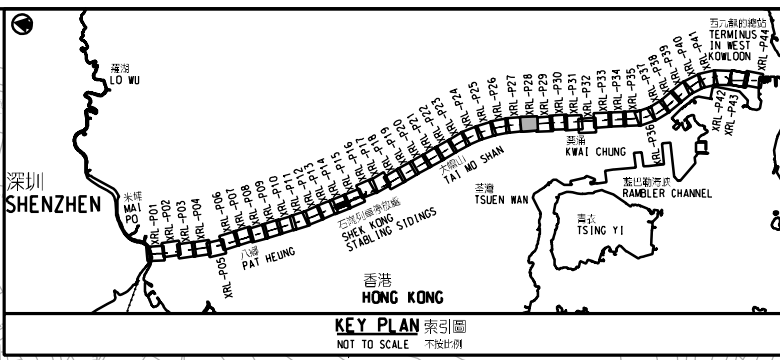 羅湖
LO WU
深圳
SHENZHEN
米埔
MAI
PO
XRL-P01
XRL-P02
XRL-P03
XRL-P04
XRL-P05
XRL-P06
XRL-P07
XRL-P08
XRL-P09
XRL-P10
XRL-P11
XRL-P12
XRL-P13
XRL-P14
XRL-P15
XRL-P16
XRL-P17
XRL-P18
XRL-P19
XRL-P20
XRL-P21
XRL-P22
XRL-P23
XRL-P24
XRL-P25
XRL-P26
XRL-P27
XRL-P28
XRL-P29
XRL-P30
XRL-P31
XRL-P32
XRL-P33
XRL-P34
XRL-P35
XRL-P36
XRL-P37
XRL-P38
XRL-P39
XRL-P40
XRL-P41
XRL-P42
XRL-P43
XRL-P44
西九龍的總站
TERMINUS
IN WEST
KOWLOON
八鄉
PAT HEUNG
SHEK KONG
STABLING SIDINGS
大帽山
TAI MO SHAN
葵涌
KWAI CHUNG
荃灣
TSUEN WAN
藍巴勒海峽
RAMBLER CHANNEL
青衣
TSING YI
香港
HONG KONG
KEY PLAN 索引圖
NOT TO SCALE 不按比例